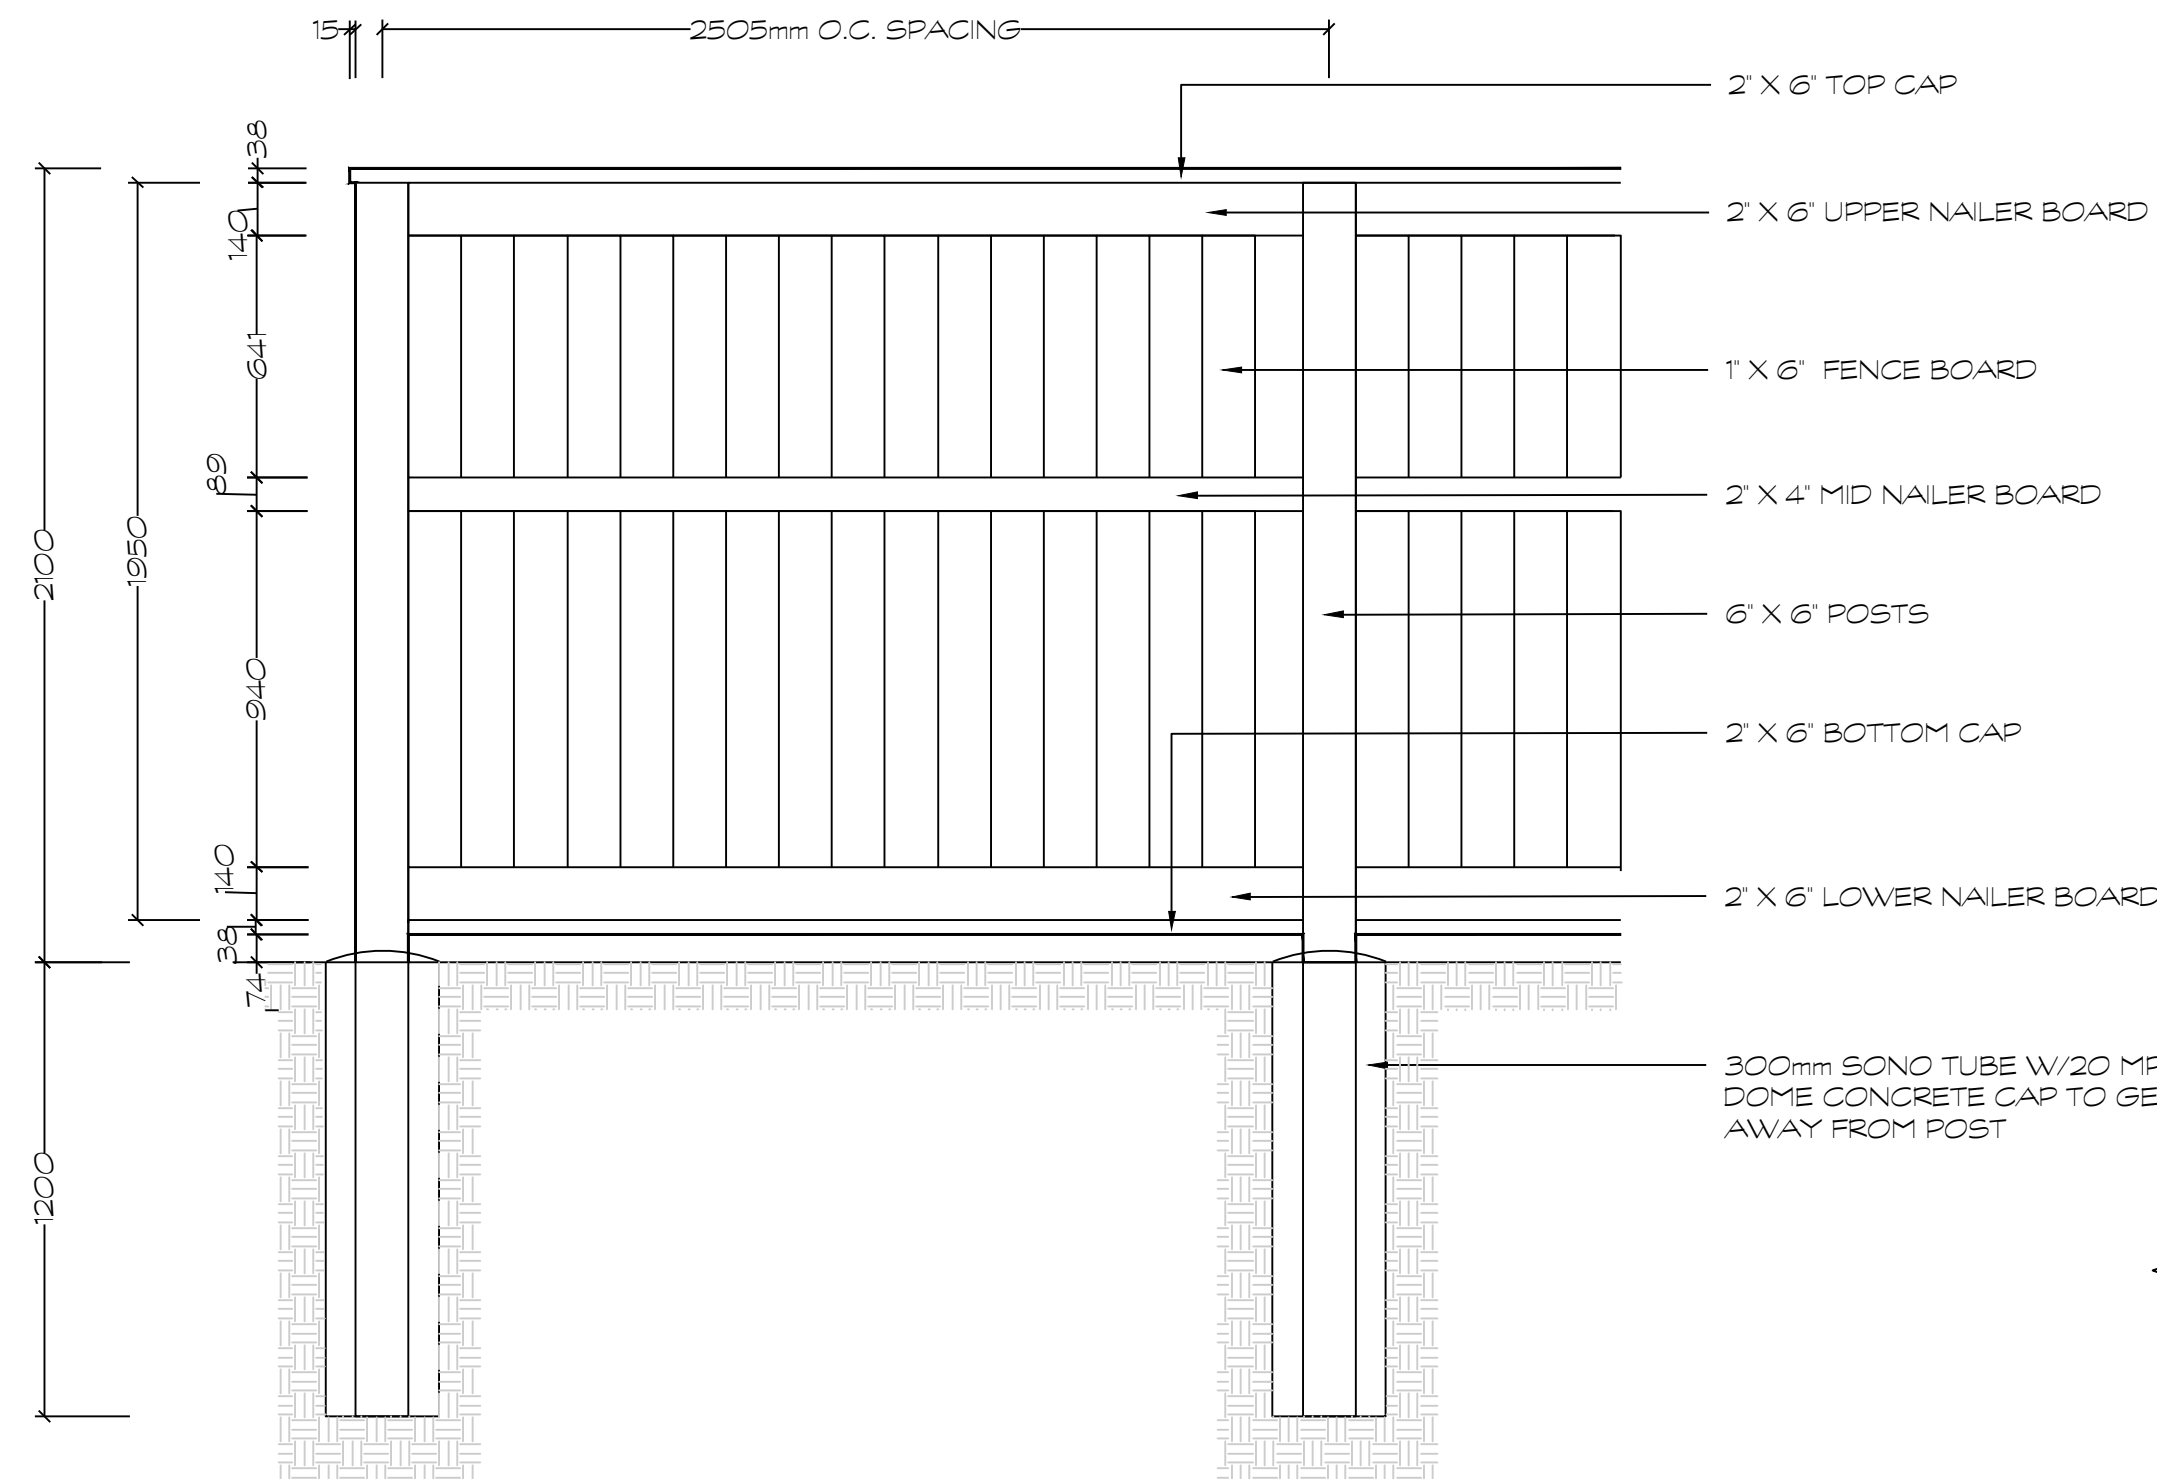 15
2505mm O.C. SPACING
2" X 6" TOP CAP
38
2" X 6" UPPER NAILER BOARD
140
641
1" X 6" FENCE BOARD
89
2" X 4" MID NAILER BOARD
2100
1950
6" X 6" POSTS
940
2" X 6" BOTTOM CAP
140
2" X 6" LOWER NAILER BOARD
38
74
300mm SONO TUBE W/20
DOME CONCRETE CAP TO
AWAY FROM POST
1200